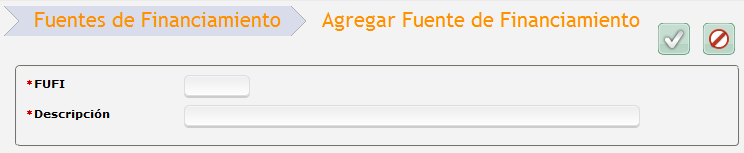 Fuentes de Financiamiento Agregar Fuente de Financiamiento
*FUFI
*Descripción